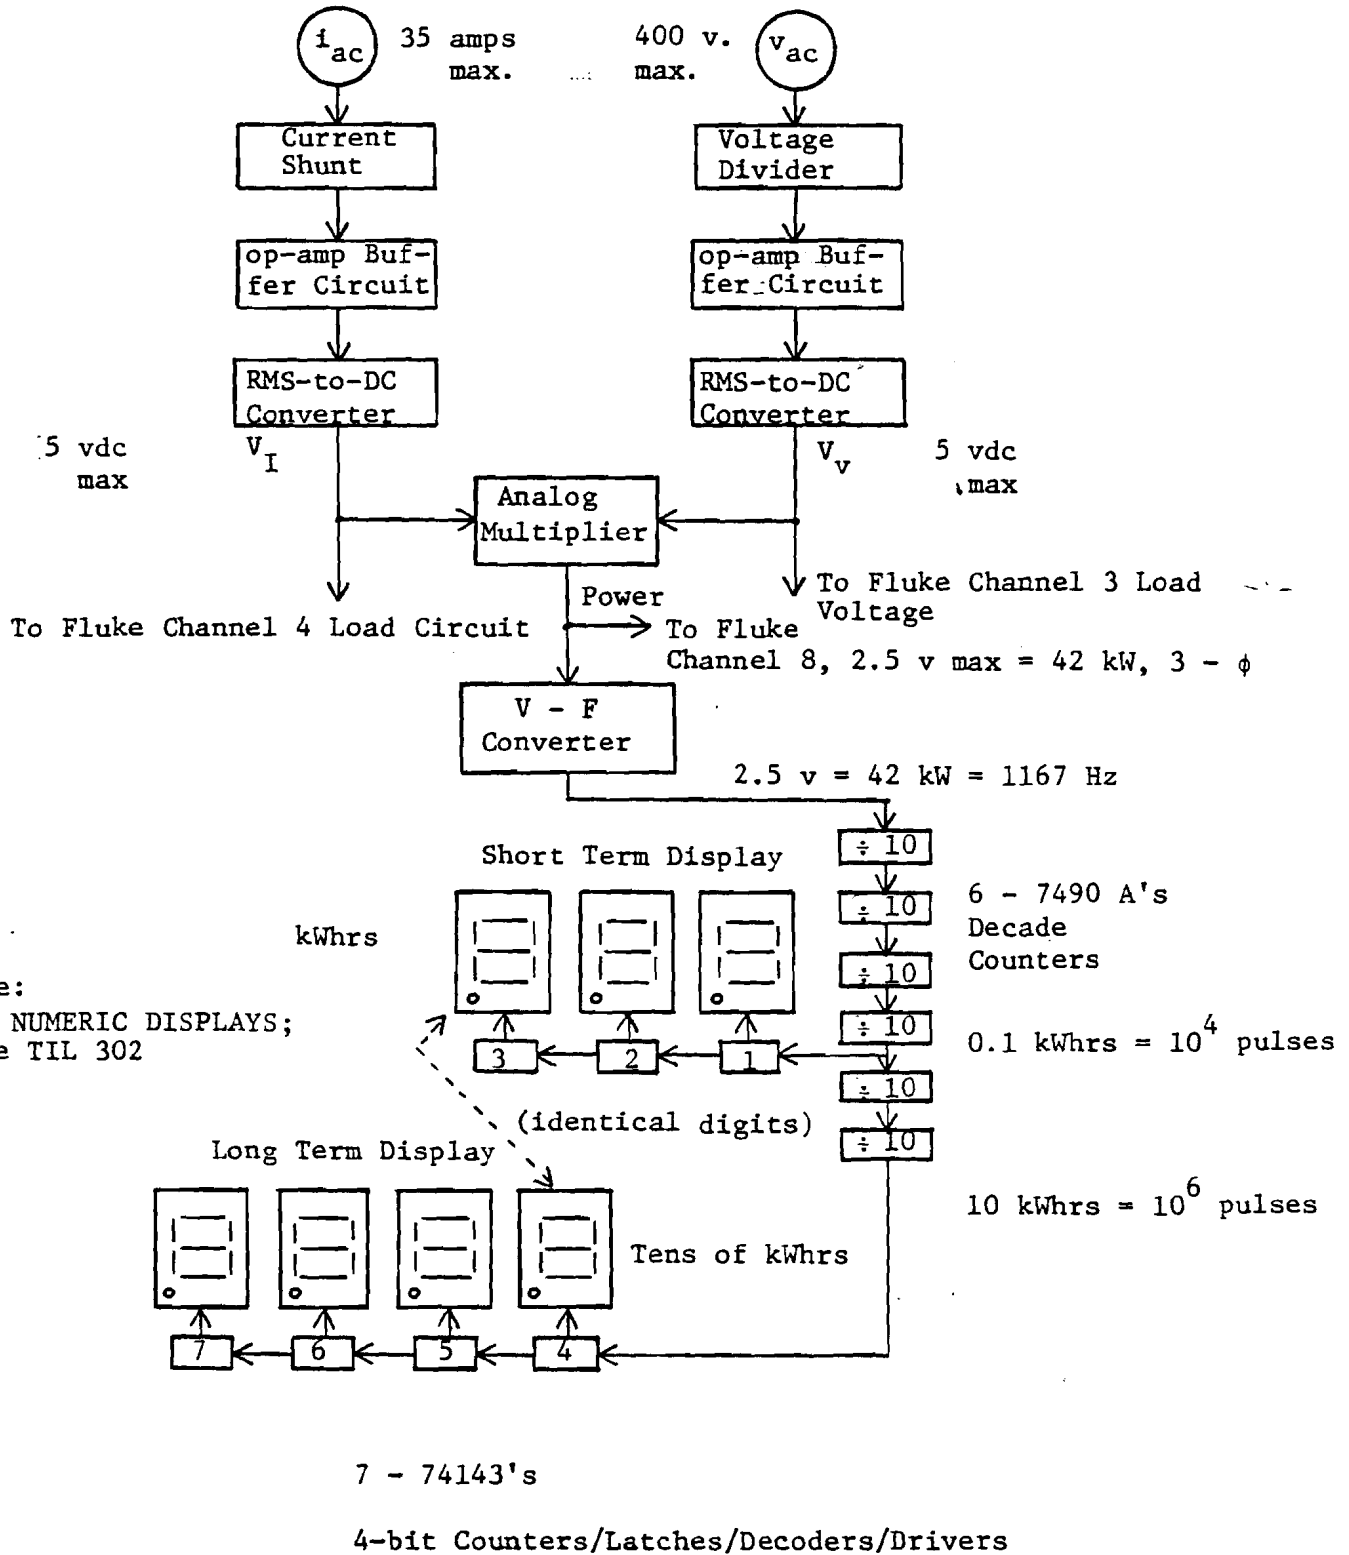 i ac
35 amps
max.
400 v.
max.
v ac
Current
Shunt
Voltage
Divider
op-amp Buf-
fer Circuit
op-amp Buf-
fer Circuit
RMS-to-DC
Converter
RMS-to-DC
Converter
5 vdc
max
V I
V v
5 vdc
max
Analog
Multiplier
To Fluke Channel 4 Load Circuit
Power
To Fluke Channel 3 Load
Voltage
To Fluke
Channel 8, 2.5 v max = 42 kW, 3 - ϕ
V - F
Converter
2.5 v = 42 kW = 1167 Hz
Short Term Display
kWhrs
÷ 10
÷ 10
÷ 10
÷ 10
÷ 10
÷ 10
6 - 7490 A's
Decade
Counters
e:
NUMERIC DISPLAYS;
e TIL 302
3
2
1
0.1 kWhrs = 10^4 pulses
(identical digits)
Long Term Display
10 kWhrs = 10^6 pulses
Tens of kWhrs
7
6
5
4
7 - 74143's
4-bit Counters/Latches/Decoders/Drivers